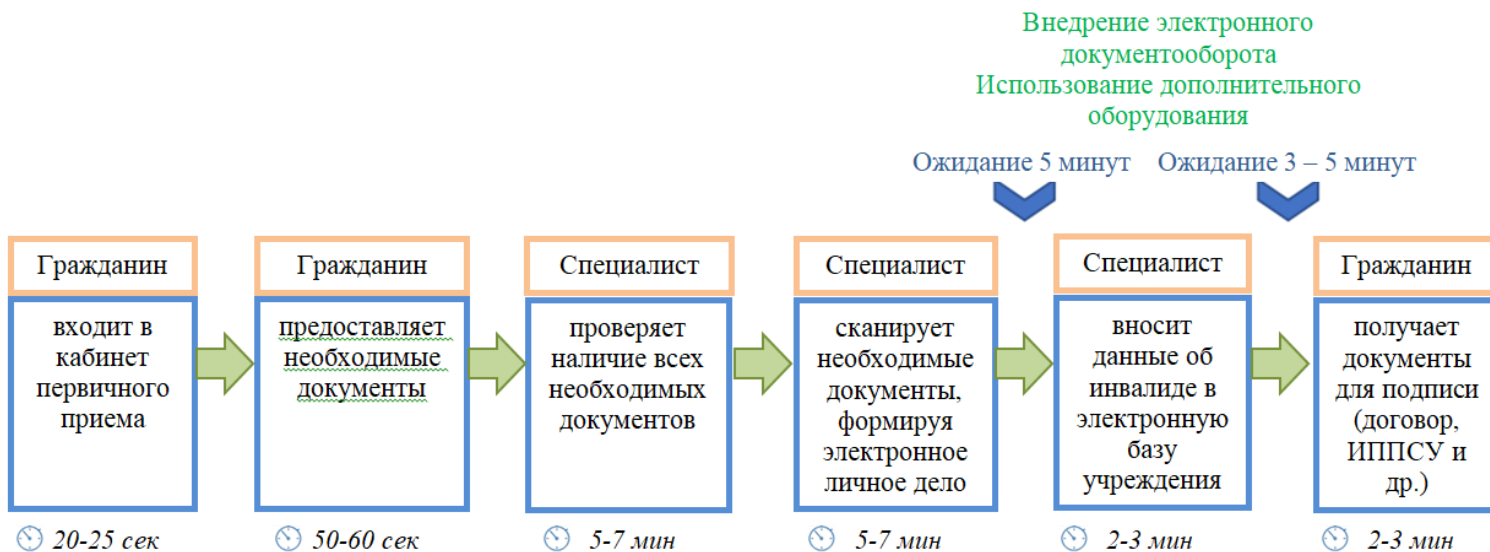 Внедрение электронного
документооборота
Использование дополнительного
оборудования
Ожидание 5 минут
Ожидание 3 – 5 минут
Гражданин
входит в
кабинет
первичного
приема
20-25 сек
Гражданин
предоставляет
необходимые
документы
50-60 сек
Специалист
проверяет
наличие всех
необходимых
документов
5-7 мин
Специалист
сканирует
необходимые
документы,
формируя
электронное
личное дело
5-7 мин
Специалист
вносит
данные об
инвалиде в
электронную
базу
учреждения
2-3 мин
Гражданин
получает
документы
для подписи
(договор,
ИППСУ и
др.)
2-3 мин